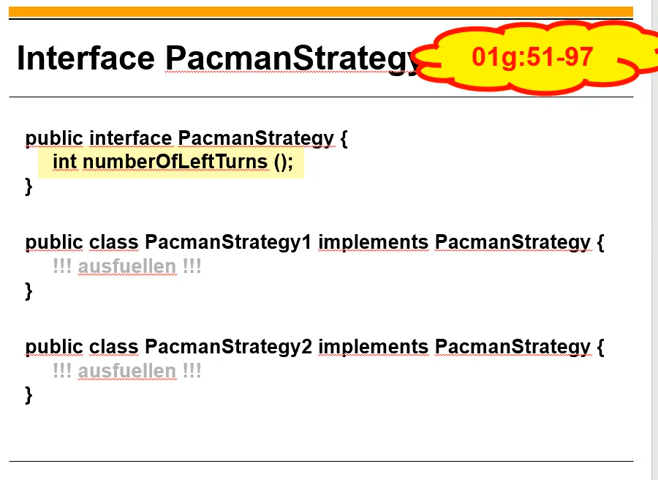 Interface PacmanStrategy
01g:51-97
public interface PacmanStrategy {
int numberOfLeftTurns ();
}
public class PacmanStrategy1 implements PacmanStrategy {
!!! ausfuellen !!!
}
public class PacmanStrategy2 implements PacmanStrategy {
!!! ausfuellen !!!
}